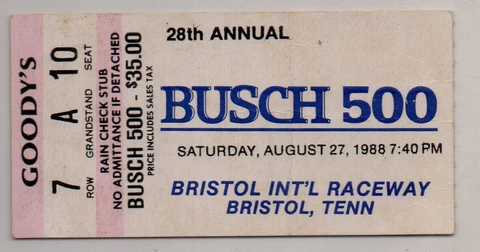 GOODY'S
7 A 10
ROW GRANDSTAND SEAT
RAIN CHECK STUB
NO ADMITTANCE IF DETACHED
BUSCH 500 - $35.00
PRICE INCLUDES SALES TAX
28th ANNUAL
BUSCH 500
SATURDAY, AUGUST 27, 1988 7:40 PM
BRISTOL INT'L RACEWAY
BRISTOL, TENN